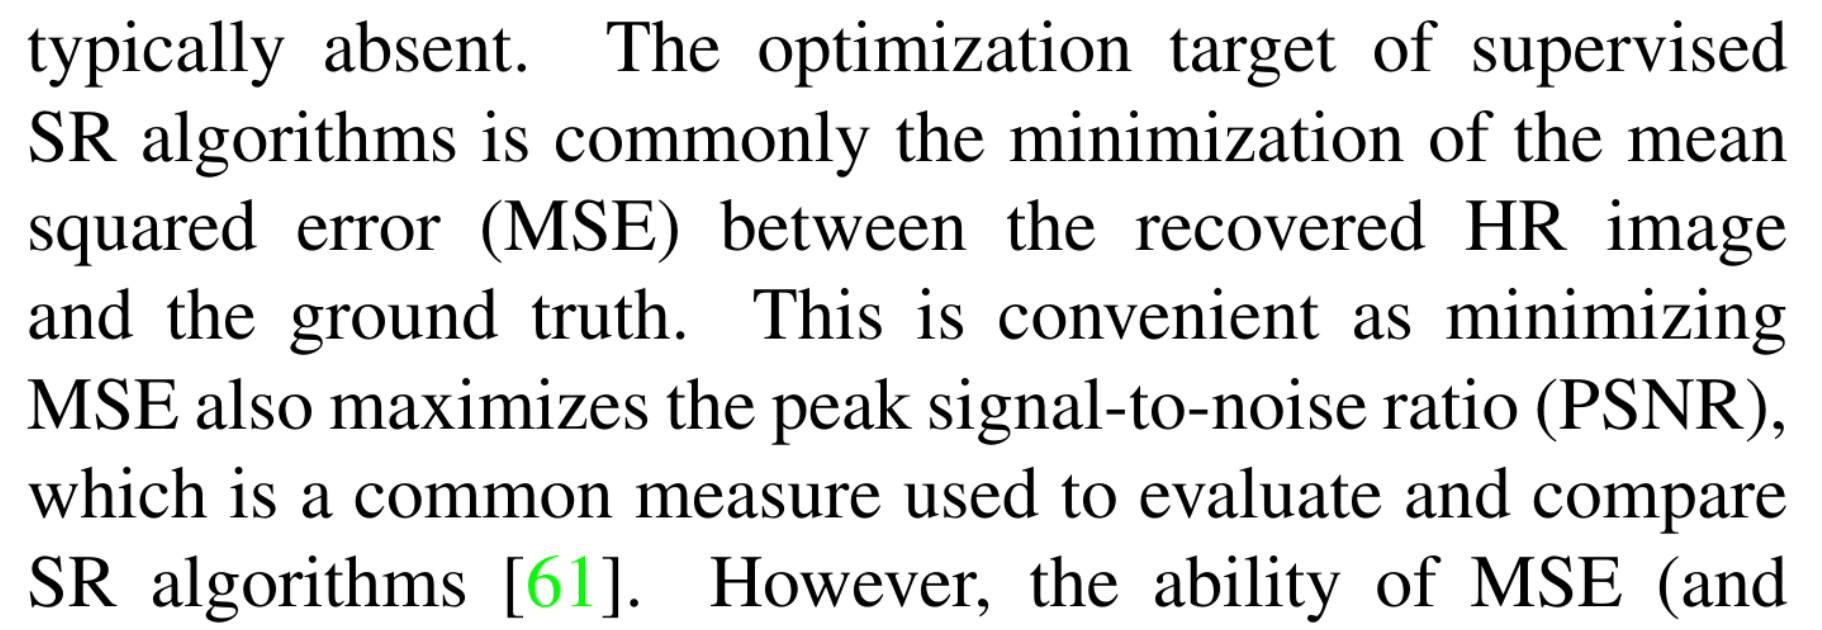 typically absent. The optimization target of supervised
SR algorithms is commonly the minimization of the mean
squared error (MSE) between the recovered HR image
and the ground truth. This is convenient as minimizing
MSE also maximizes the peak signal-to-noise ratio (PSNR),
which is a common measure used to evaluate and compare
SR algorithms [61]. However, the ability of MSE (and